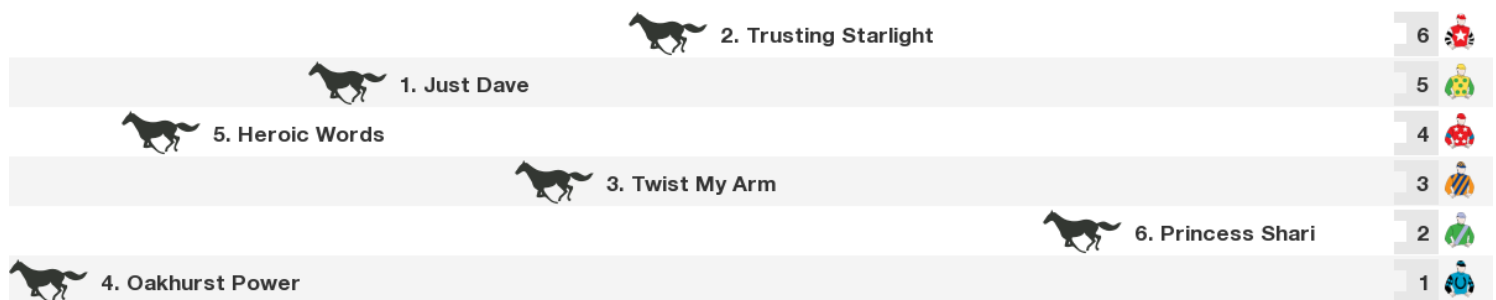 2. Trusting Starlight 6
1. Just Dave 5
5. Heroic Words 4
3. Twist My Arm 3
6. Princess Shari 2
4. Oakhurst Power 1